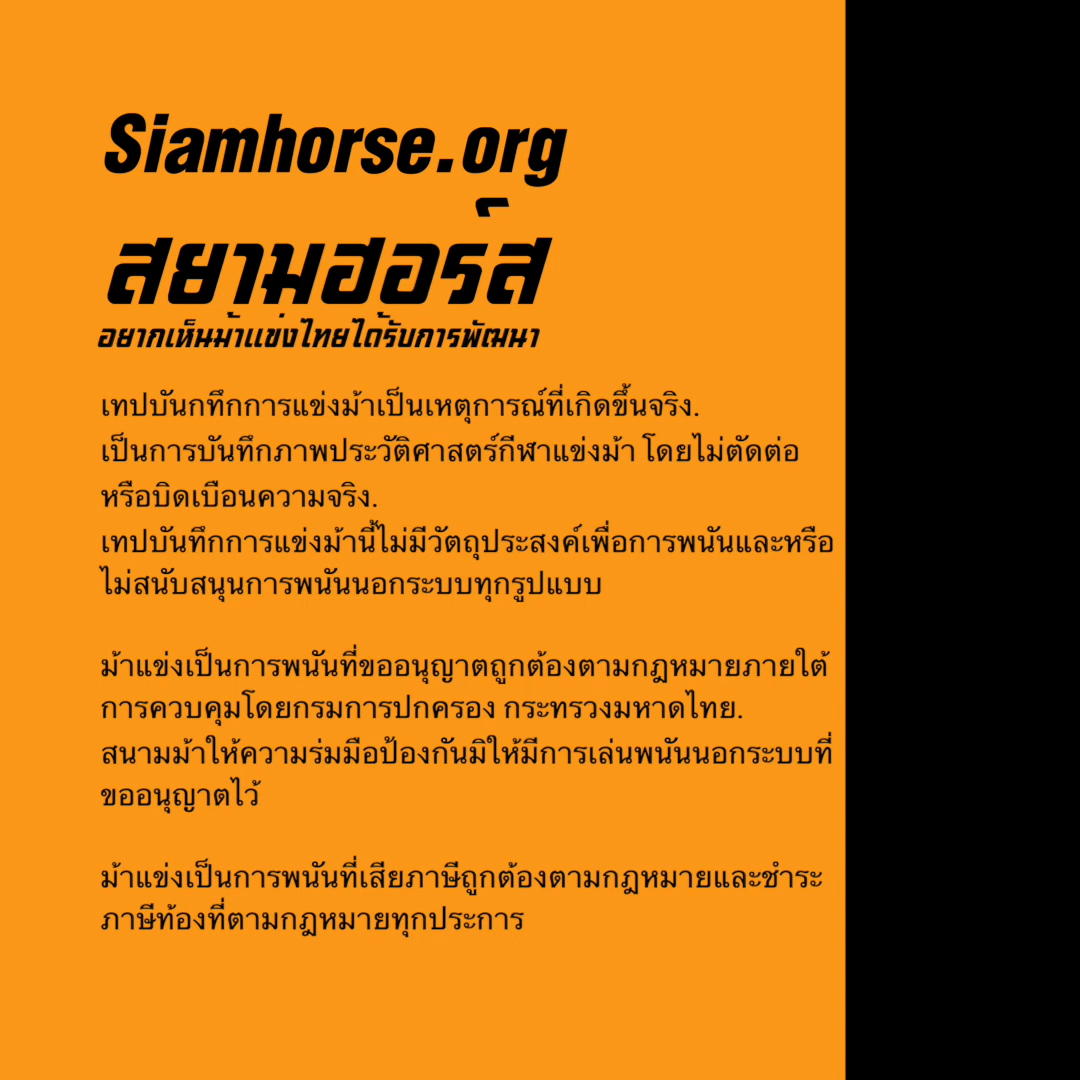 Siamhorse.org
สยามฮอร์ส
อยากเห็นม้าแข่งไทยได้รับการพัฒนา
เทปบันกทึกการแข่งม้าเป็นเหตุการณ์ที่เกิดขึ้นจริง.
เป็นการบันทึกภาพประวัติศาสตร์กีฬาแข่งม้า โดยไม่ตัดต่อ
หรือบิดเบือนความจริง.
เทปบันทึกการแข่งม้านี้ไม่มีวัตถุประสงค์เพื่อการพนันและหรือ
ไม่สนับสนุนการพนันนอกระบบทุกรูปแบบ
ม้าแข่งเป็นการพนันที่ขออนุญาตถูกต้องตามกฎหมายภายใต้
การควบคุมโดยกรมการปกครอง กระทรวงมหาดไทย.
สนามม้าให้ความร่มมือป้องกันมิให้มีการเล่นพนันนอกระบบที่
ขออนุญาตไว้
ม้าแข่งเป็นการพนันที่เสียภาษีถูกต้องตามกฎหมายและชำระ
ภาษีท้องที่ตามกฎหมายทุกประการ